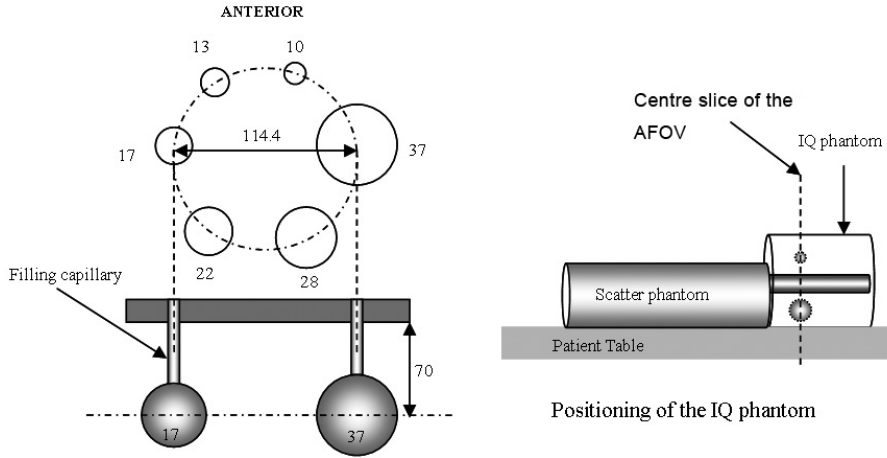 ANTERIOR
13
10
17
114.4
37
22
28
Filling capillary
70
17
37
Centre slice of the
AFOV
IQ phantom
Scatter phantom
Patient Table
Positioning of the IQ phantom